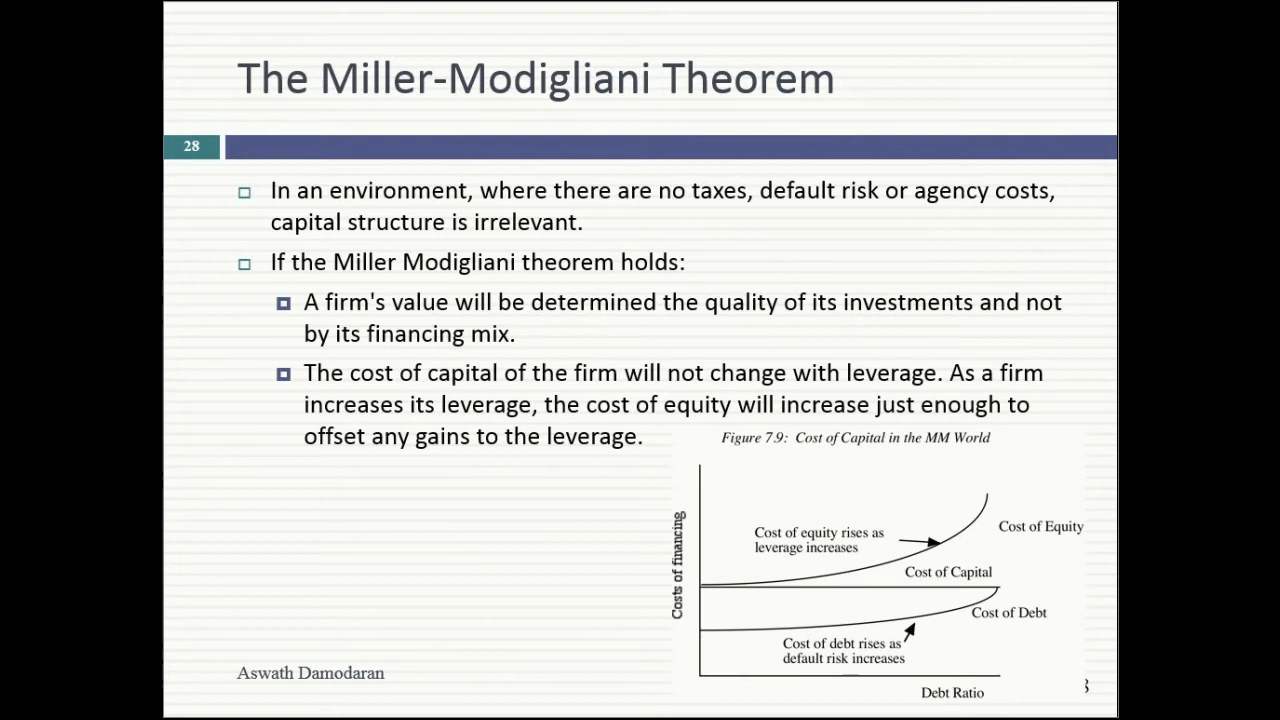 The Miller-Modigliani Theorem
28
In an environment, where there are no taxes, default risk or agency costs,
capital structure is irrelevant.
If the Miller Modigliani theorem holds:
A firm's value will be determined the quality of its investments and not
by its financing mix.
The cost of capital of the firm will not change with leverage. As a firm
increases its leverage, the cost of equity will increase just enough to
offset any gains to the leverage.
Figure 7.9: Cost of Capital in the MM World
Costs of financing
Cost of equity rises as
leverage increases
Cost of Equity
Cost of Capital
Cost of Debt
Cost of debt rises as
default risk increases
Debt Ratio
Aswath Damodaran